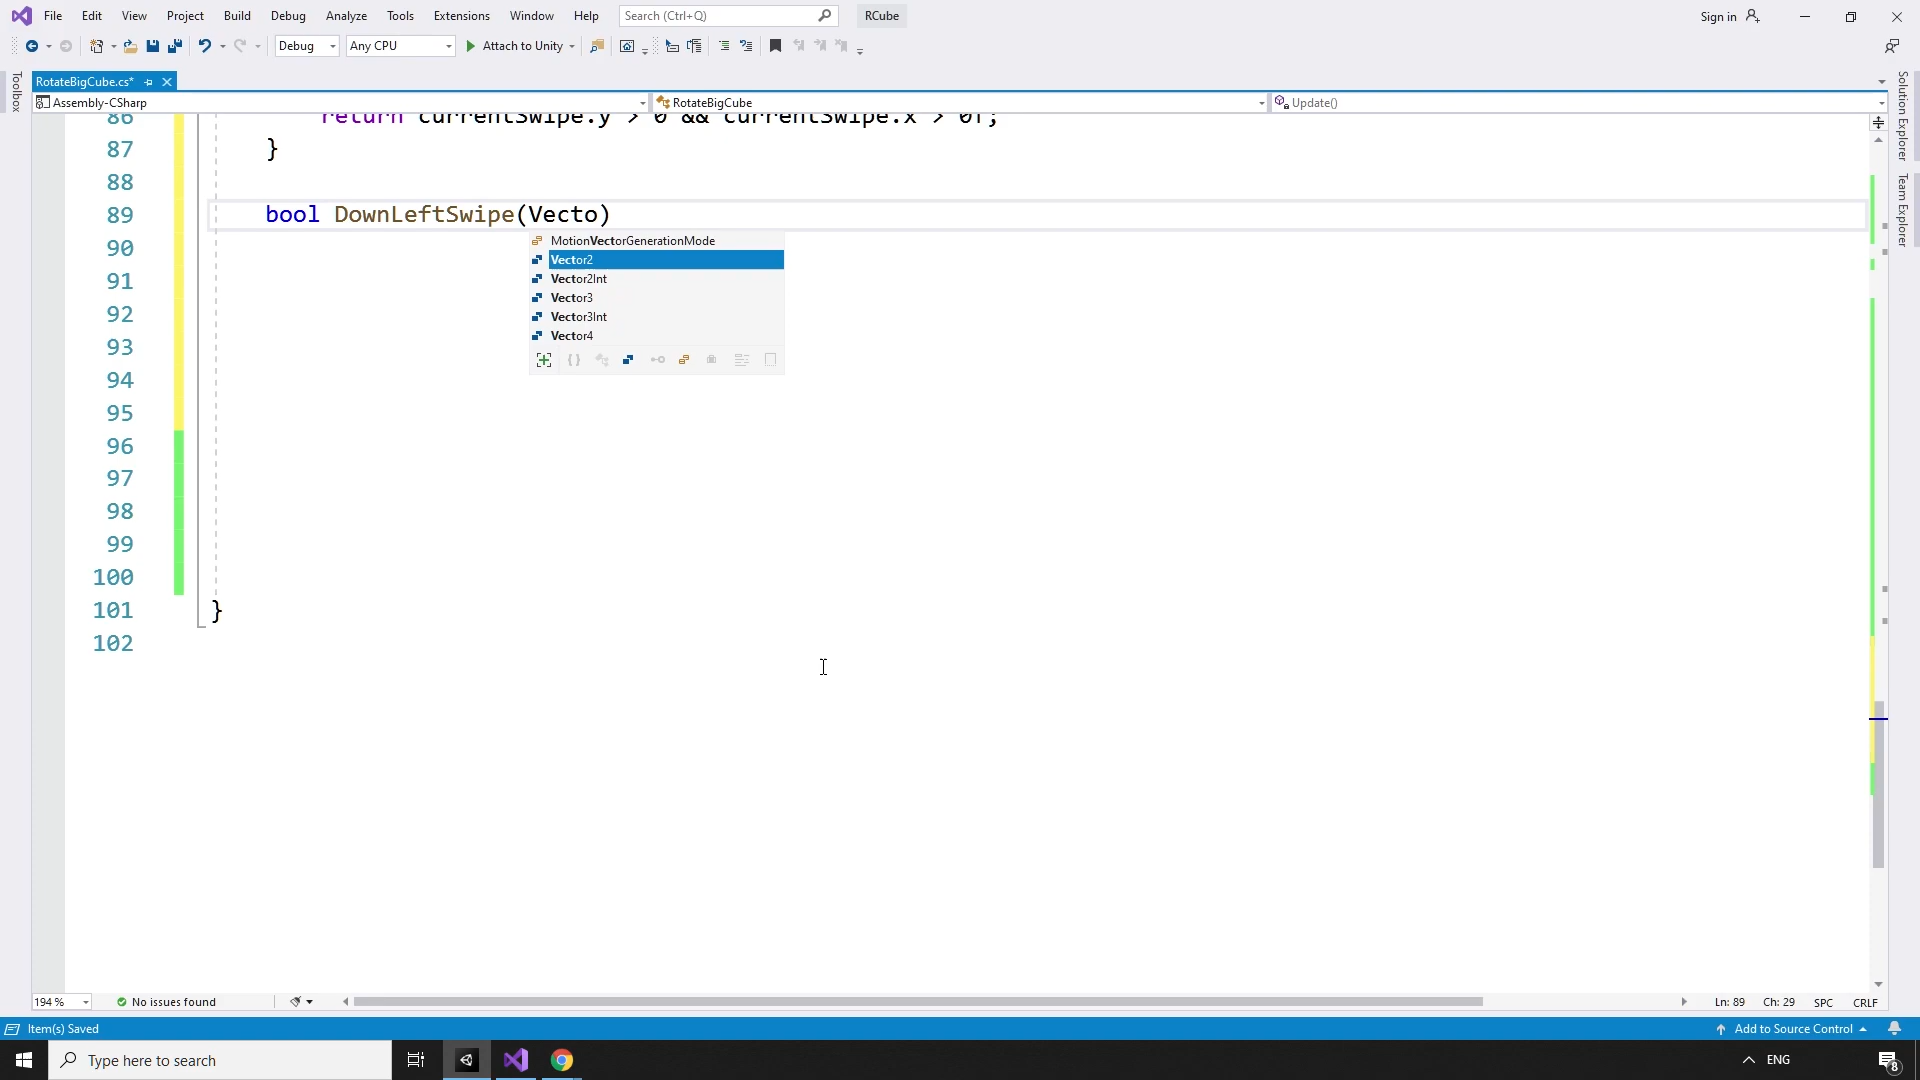 File Edit View Project Build Debug Analyze Tools Extensions Window Help Search (Ctrl+Q) RCube Sign in
Debug Any CPU Attach to Unity
RotateBigCube.cs*
Assembly-CSharp RotateBigCube Update()
Toolbox
Solution Explorer
Team Explorer
86 return currentSwipe.y > 0 && currentSwipe.x > 0f;
87 }
88
89 bool DownLeftSwipe(Vecto)
90 MotionVectorGenerationMode
Vector2
91 Vector2Int
Vector3
92 Vector3Int
93 Vector4
94
95
96
97
98
99
100
101 }
102
194 % No issues found Ln: 89 Ch: 29 SPC CRLF
Item(s) Saved Add to Source Control
Type here to search ENG 8